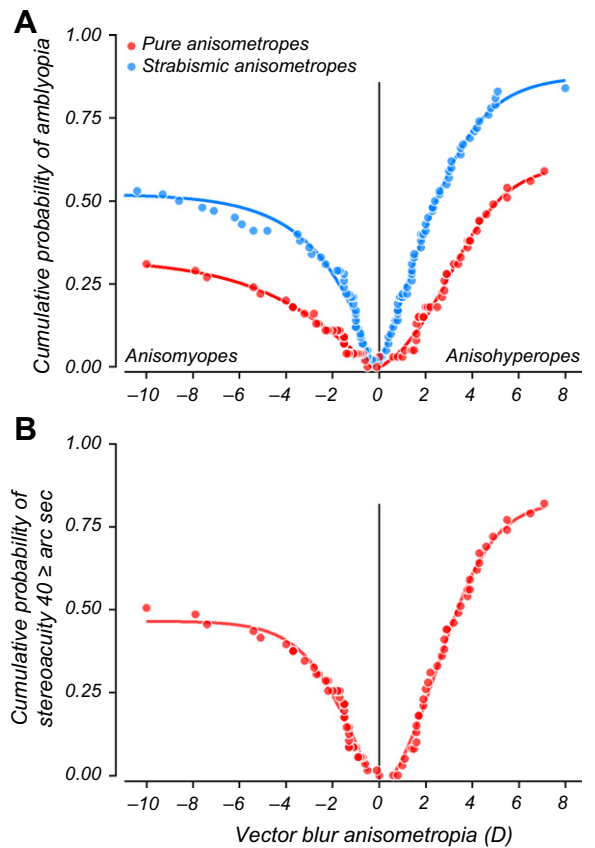 A
Pure anisometropes
Strabismic anisometropes
Cumulative probability of amblyopia
1.00
0.75
0.50
0.25
0.00
Anisomyopes
Anisohyperopes
–10 –8 –6 –4 –2 0 2 4 6 8
B
Cumulative probability of
stereoacuity 40 ≥ arc sec
1.00
0.75
0.50
0.25
0.00
–10 –8 –6 –4 –2 0 2 4 6 8
Vector blur anisometropia (D)